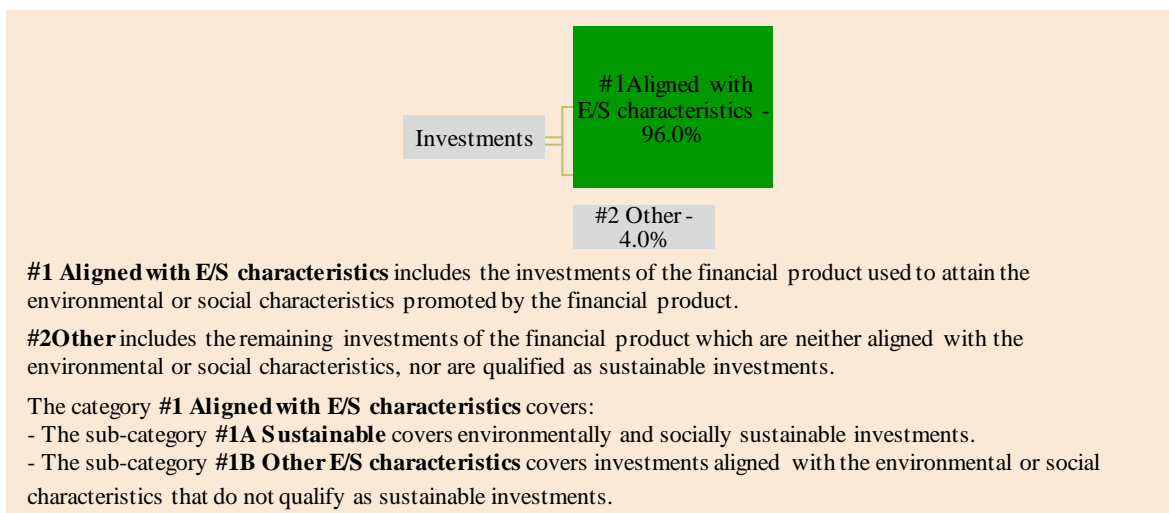 #1Aligned with
E/S characteristics -
96.0%
Investments
#2 Other -
4.0%
#1 Aligned with E/S characteristics includes the investments of the financial product used to attain the
environmental or social characteristics promoted by the financial product.
#2Other includes the remaining investments of the financial product which are neither aligned with the
environmental or social characteristics, nor are qualified as sustainable investments.
The category #1 Aligned with E/S characteristics covers:
- The sub-category #1A Sustainable covers environmentally and socially sustainable investments.
- The sub-category #1B Other E/S characteristics covers investments aligned with the environmental or social
characteristics that do not qualify as sustainable investments.